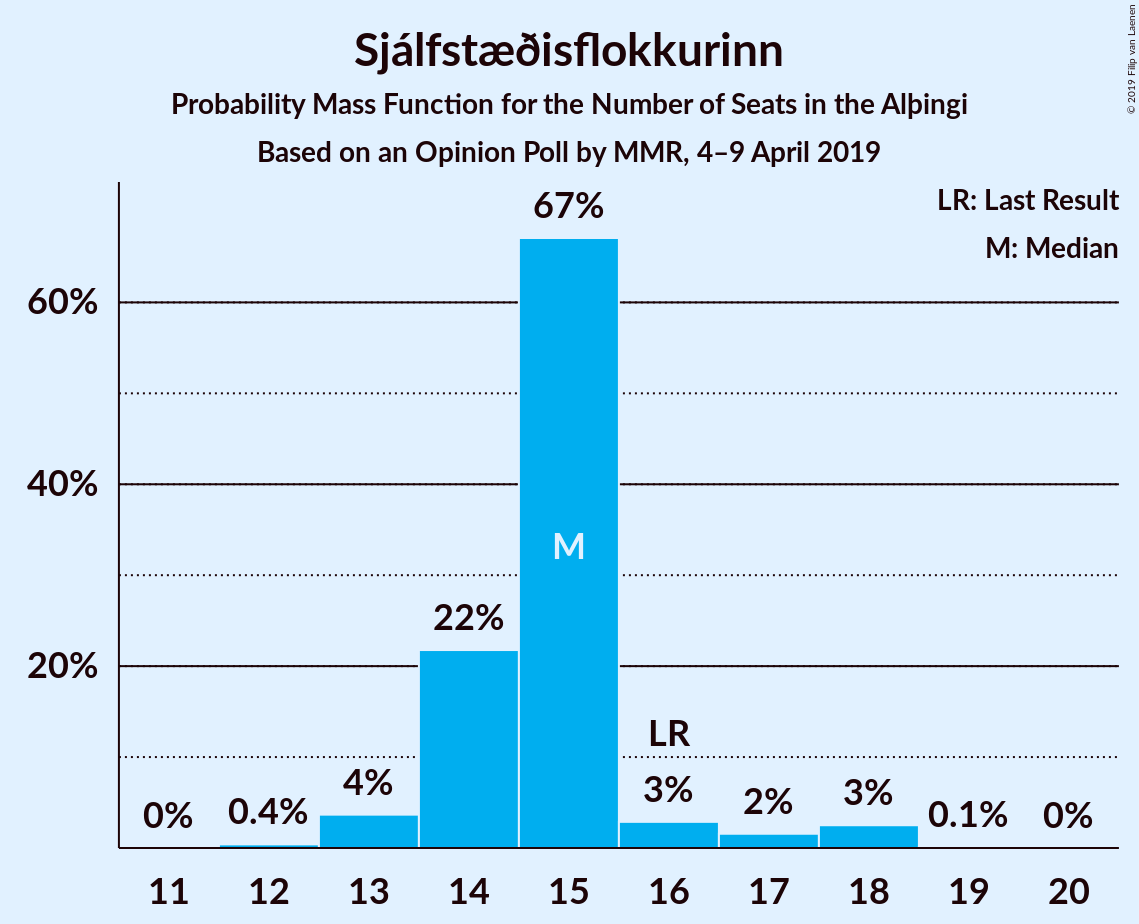 Sjálfstæðisflokkurinn
Probability Mass Function for the Number of Seats in the Alþingi
Based on an Opinion Poll by MMR, 4–9 April 2019
© 2019 Filip van Laenen
LR: Last Result
M: Median
67%
60%
40%
M
22%
20%
LR
0%
0.4%
4%
3%
2%
3%
0.1%
0%
11 12 13 14 15 16 17 18 19 20